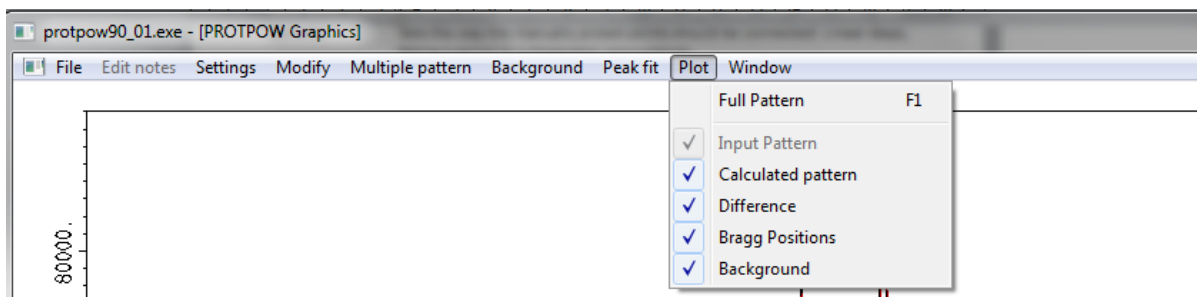 protpow90_01.exe - [PROTPOW Graphics]
File Edit notes Settings Modify Multiple pattern Background Peak fit Plot Window
Full Pattern F1
Input Pattern
Calculated pattern
Difference
Bragg Positions
Background
80000.